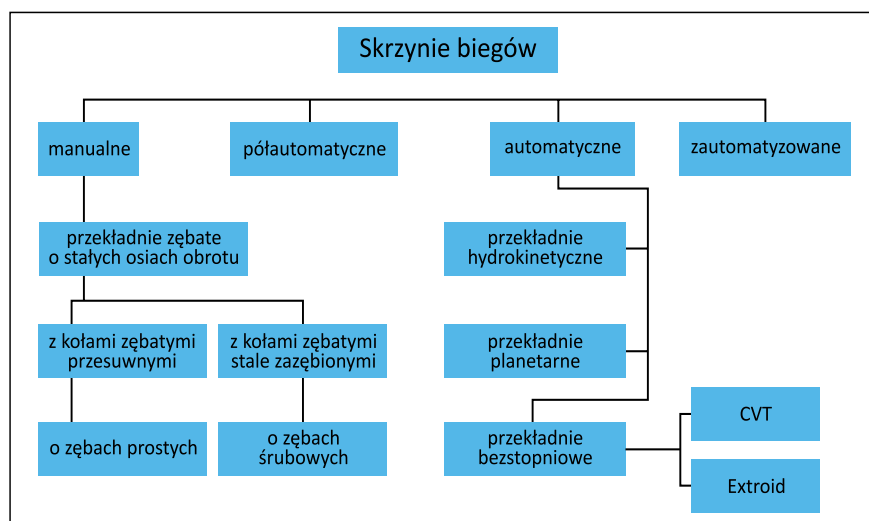 Skrzynie biegów
manualne
półautomatyczne
automatyczne
zautomatyzowane
przekładnie zębate
o stałych osiach obrotu
przekładnie
hydrokinetyczne
z kołami zębatymi
przesuwnymi
z kołami zębatymi
stale zazębionymi
przekładnie
planetarne
CVT
o zębach prostych
o zębach
śrubowych
przekładnie
bezstopniowe
Extroid